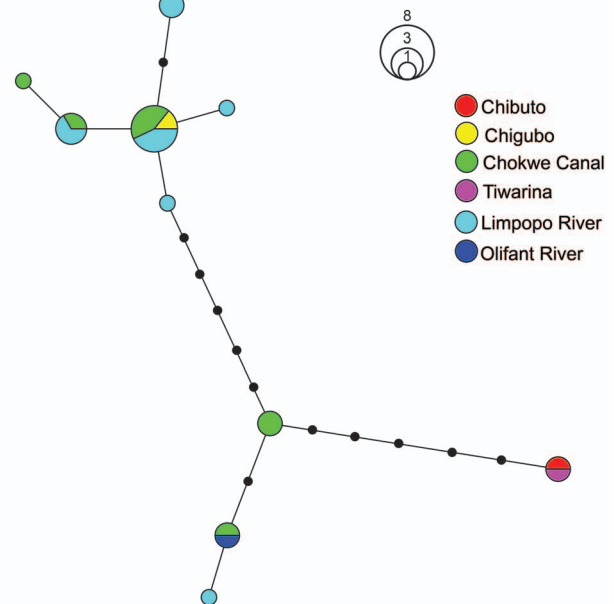 8
3
1
Chibuto
Chigubo
Chokwe Canal
Tiwarina
Limpopo River
Olifant River